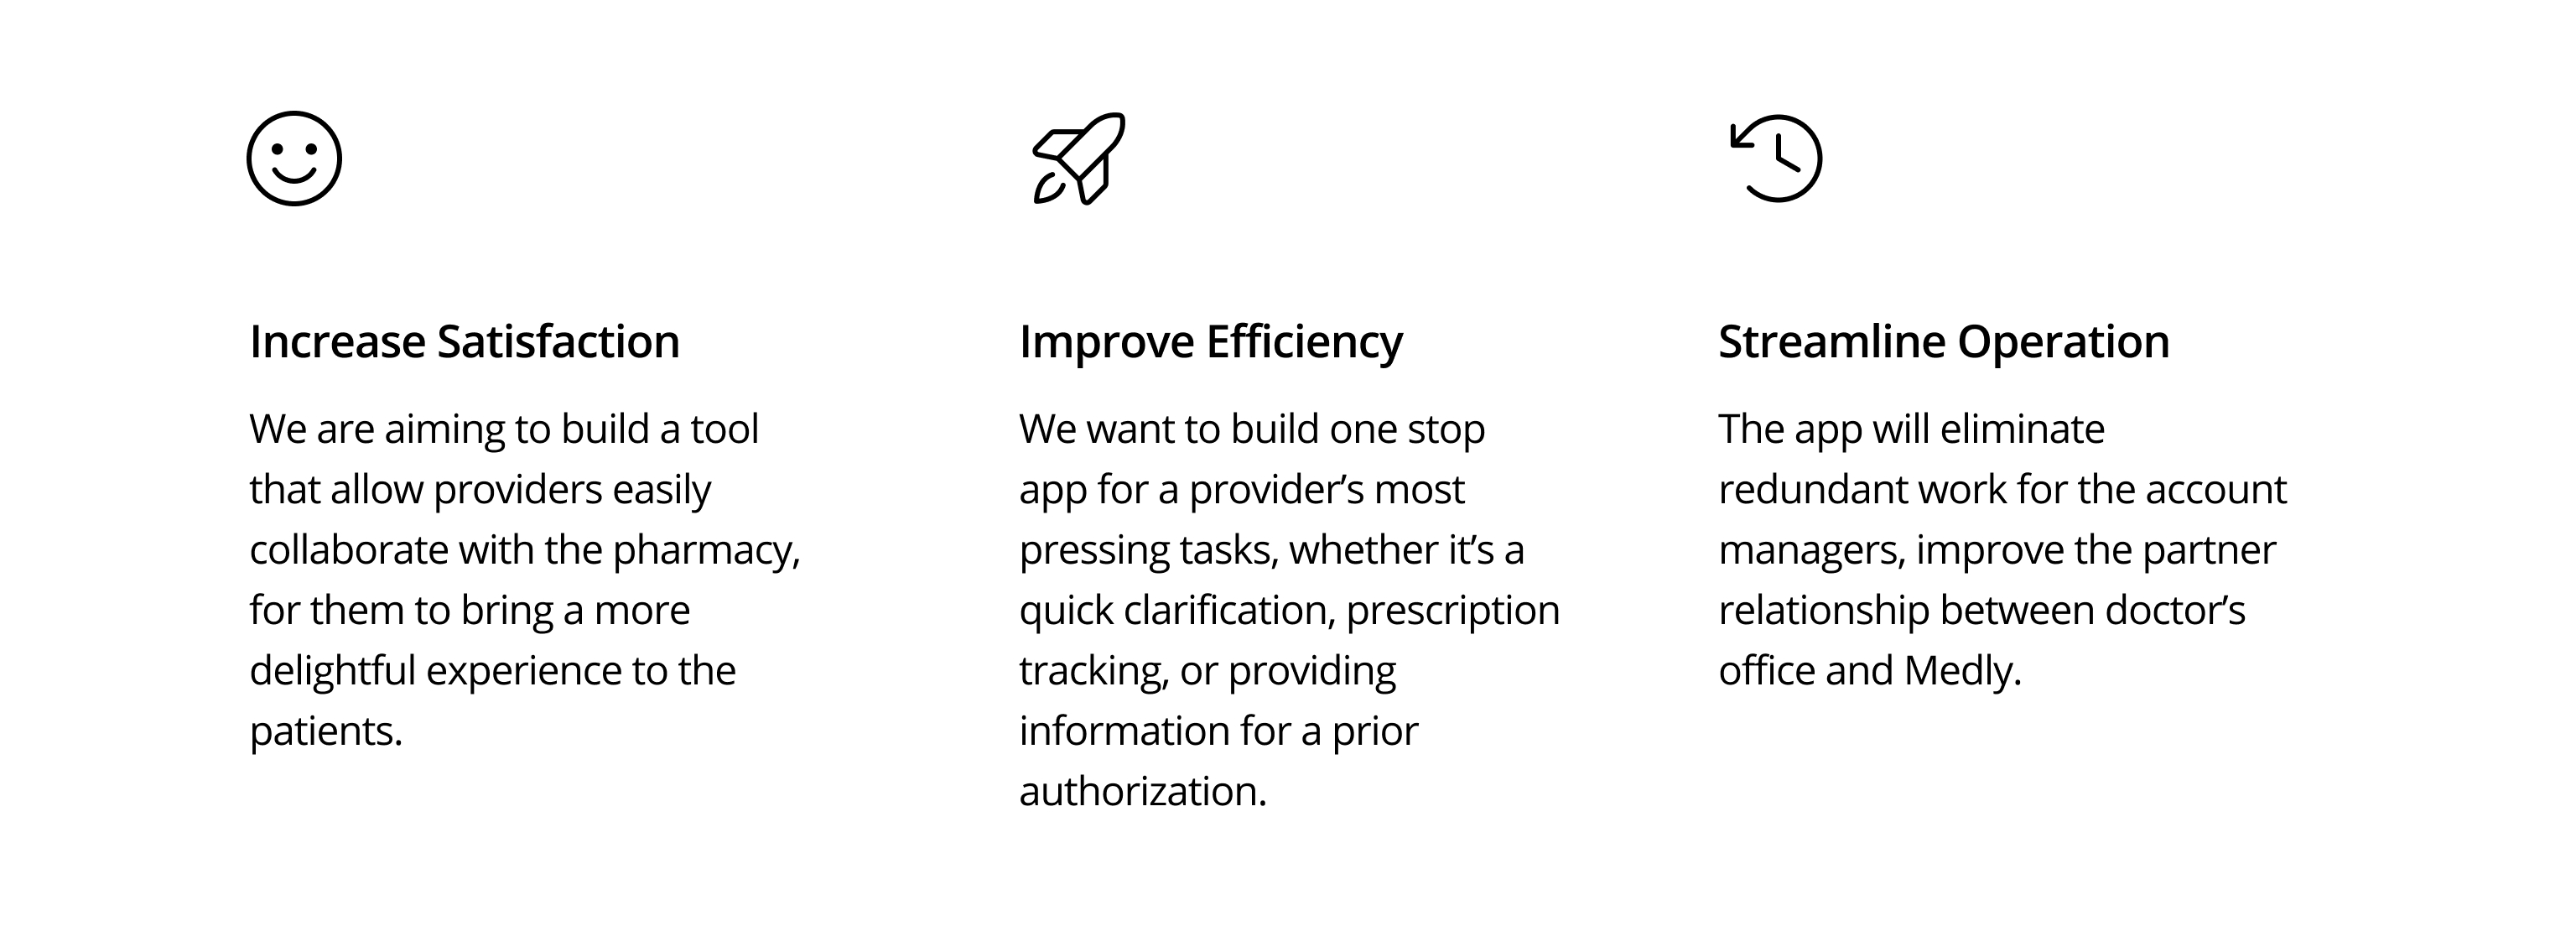 Increase Satisfaction
We are aiming to build a tool
that allow providers easily
collaborate with the pharmacy,
for them to bring a more
delightful experience to the
patients.
Improve Efficiency
We want to build one stop
app for a provider’s most
pressing tasks, whether it’s a
quick clarification, prescription
tracking, or providing
information for a prior
authorization.
Streamline Operation
The app will eliminate
redundant work for the account
managers, improve the partner
relationship between doctor’s
office and Medly.